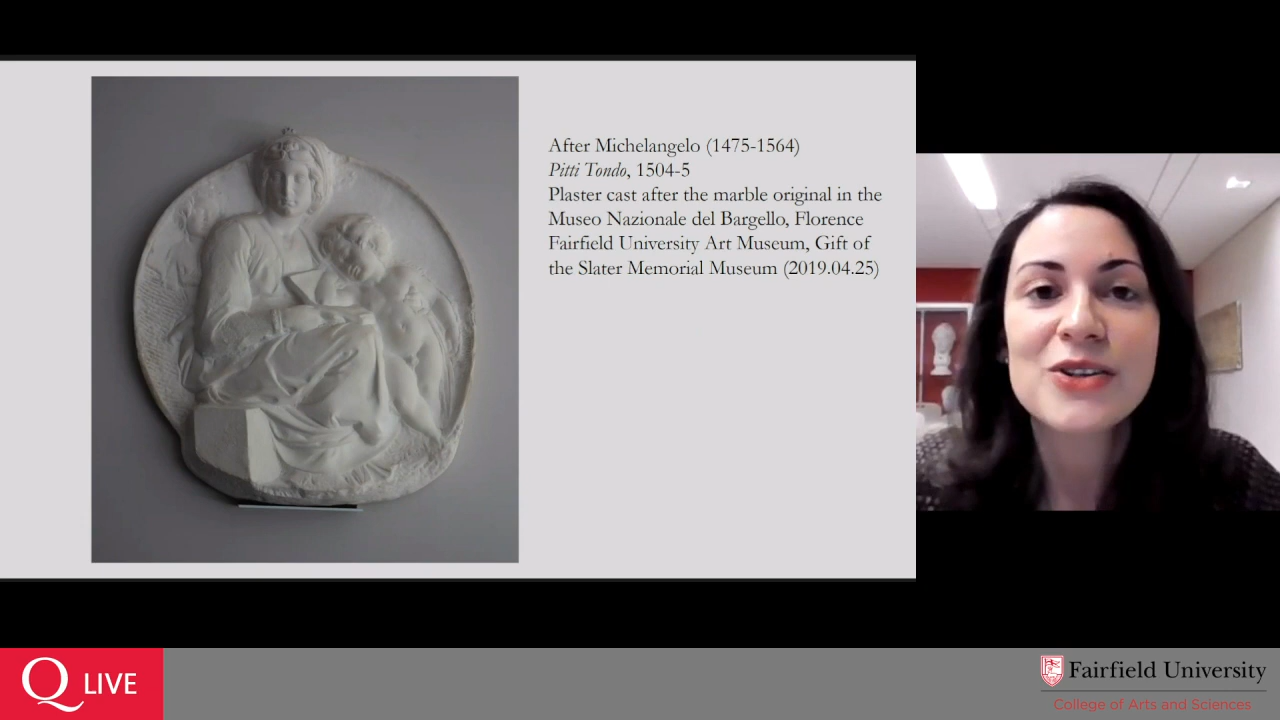 After Michelangelo (1475-1564)
Pitti Tondo, 1504-5
Plaster cast after the marble original in the
Museo Nazionale del Bargello, Florence
Fairfield University Art Museum, Gift of
the Slater Memorial Museum (2019.04.25)
Q LIVE
Fairfield University
College of Arts and Sciences